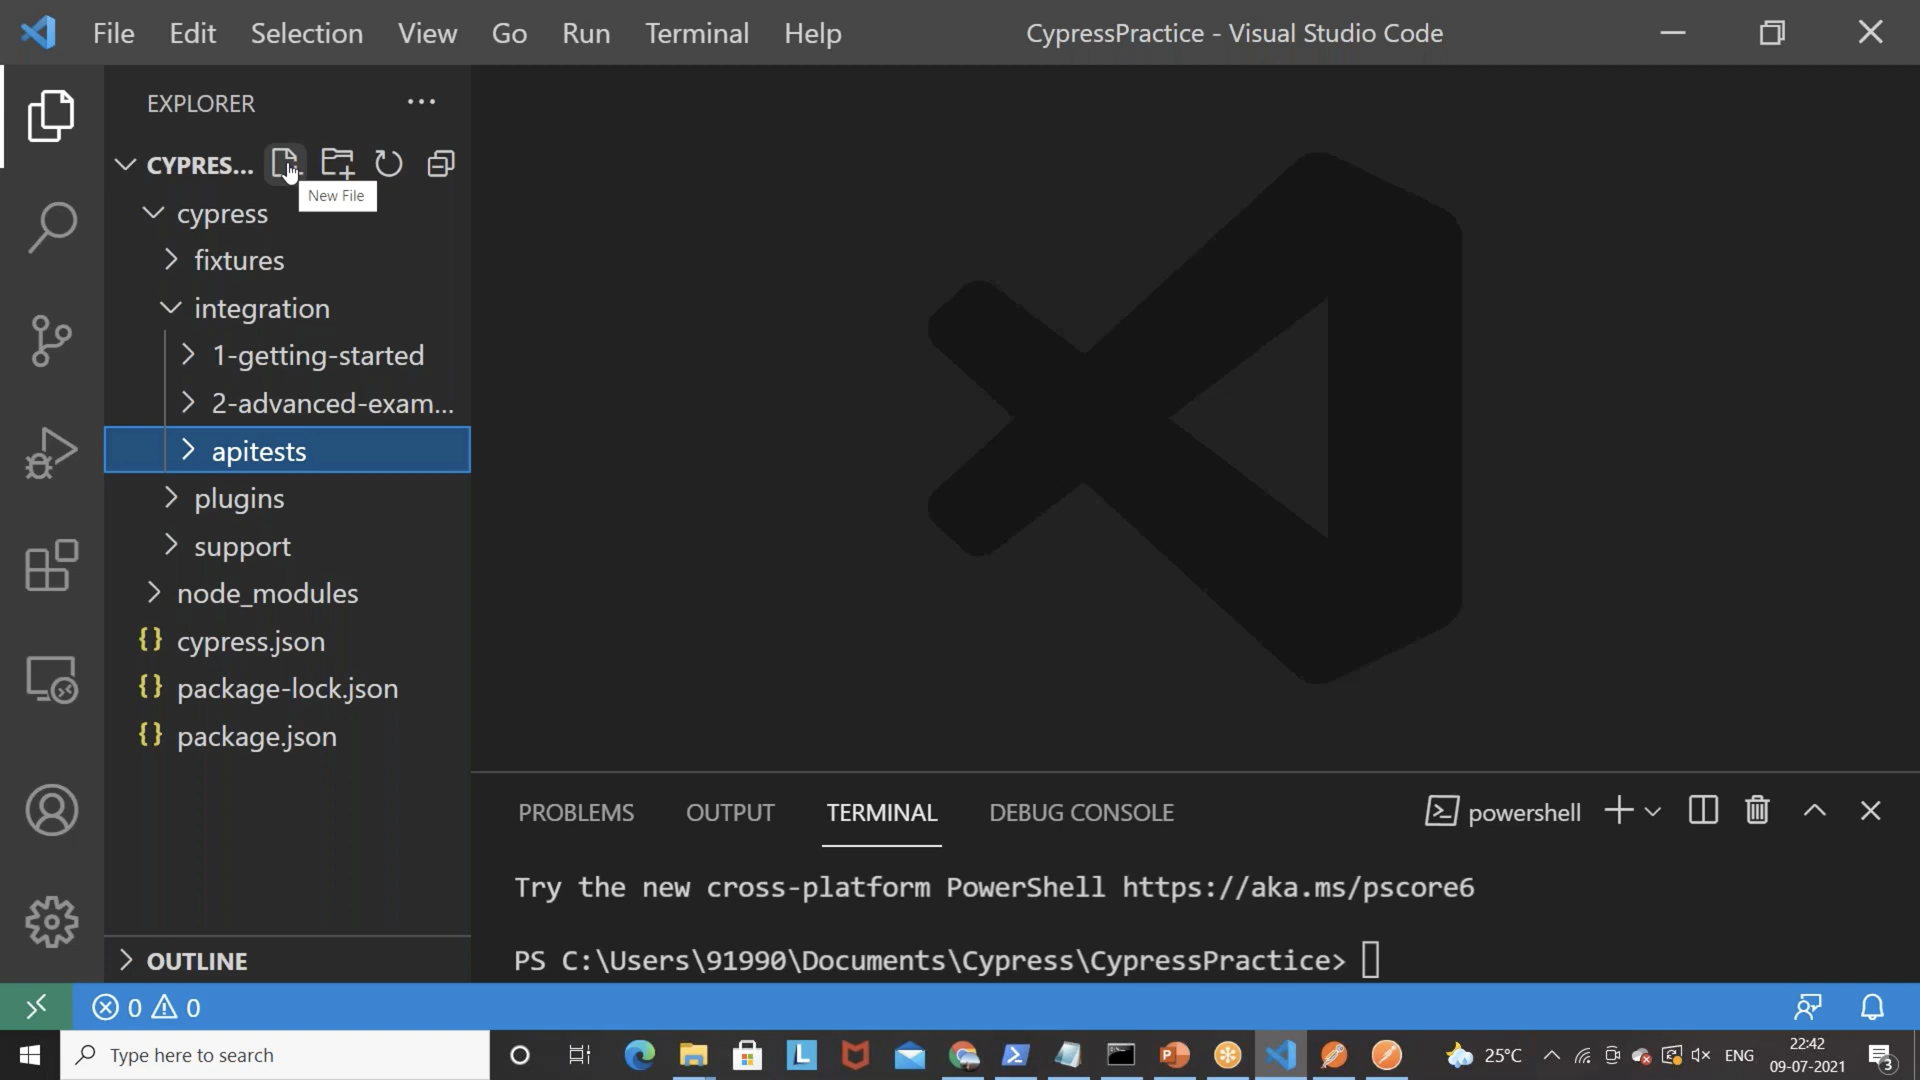 File Edit Selection View Go Run Terminal Help CypressPractice - Visual Studio Code
EXPLORER
CYPRES...
New File
cypress
fixtures
integration
1-getting-started
2-advanced-exam...
apitests
plugins
support
node_modules
{} cypress.json
{} package-lock.json
{} package.json
OUTLINE
PROBLEMS OUTPUT TERMINAL DEBUG CONSOLE powershell
Try the new cross-platform PowerShell https://aka.ms/pscore6
PS C:\Users\91990\Documents\Cypress\CypressPractice>
0 0
Type here to search
25°C
ENG
22:42
09-07-2021
3